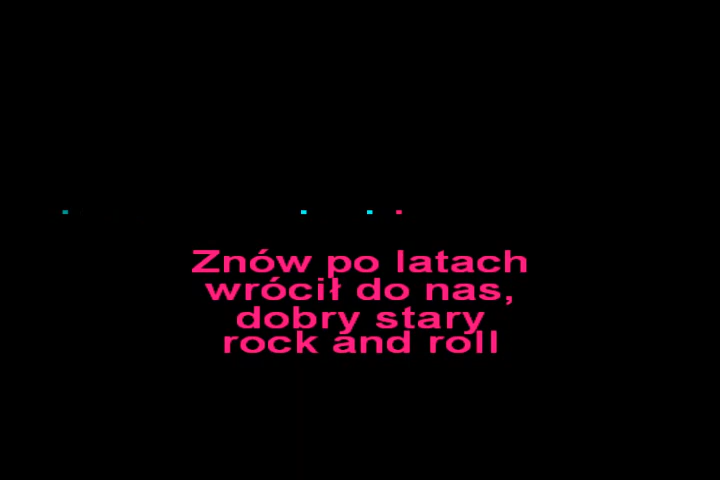 Znów po latach
wrócił do nas,
dobry stary
rock and roll